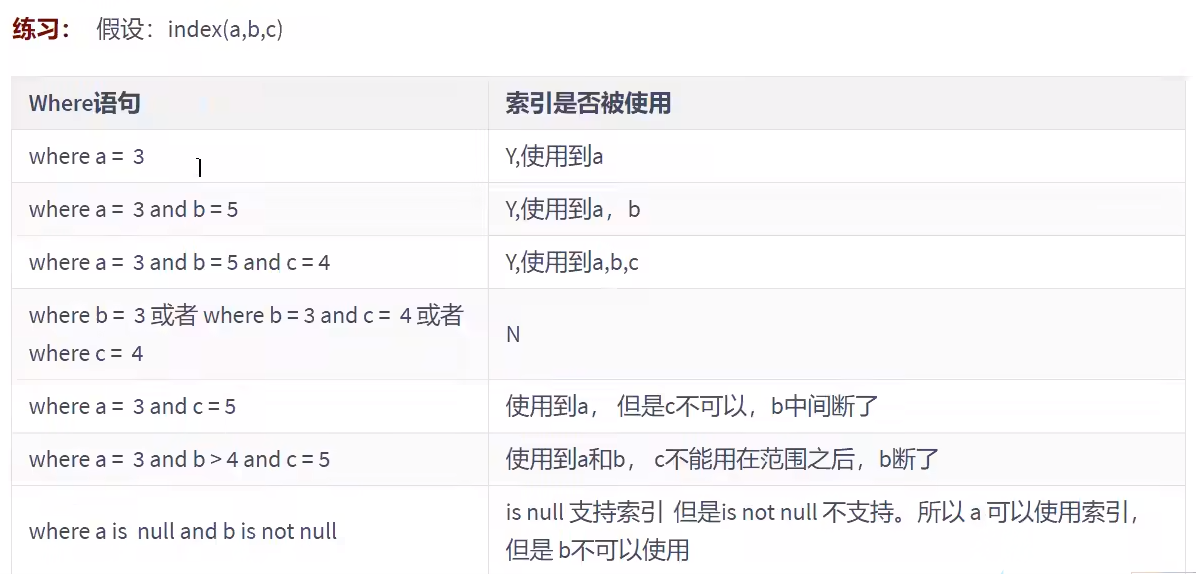 练习： 假设：index(a,b,c)
Where语句 索引是否被使用
where a = 3 Y,使用到a
where a = 3 and b = 5 Y,使用到a，b
where a = 3 and b = 5 and c = 4 Y,使用到a,b,c
where b = 3 或者 where b = 3 and c = 4 或者
where c = 4
N
where a = 3 and c = 5 使用到a， 但是c不可以，b中间断了
where a = 3 and b > 4 and c = 5 使用到a和b， c不能用在范围之后，b断了
where a is null and b is not null
is null 支持索引 但是is not null 不支持。所以 a 可以使用索引，
但是 b不可以使用